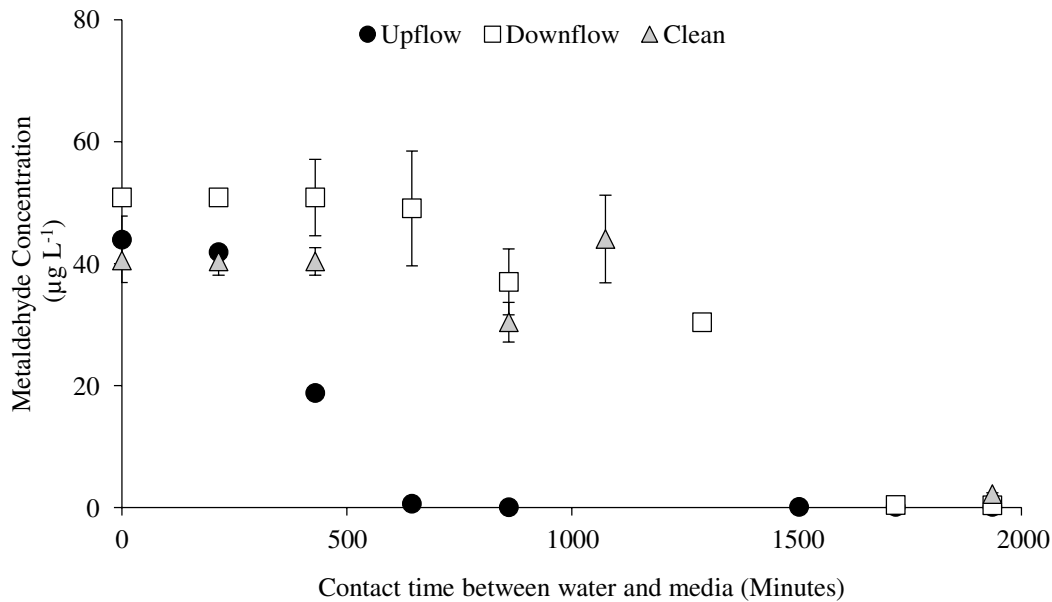 80
Upflow Downflow Clean
60
40
20
0
Metaldehyde Concentration
(µg L⁻¹)
0 500 1000 1500 2000
Contact time between water and media (Minutes)